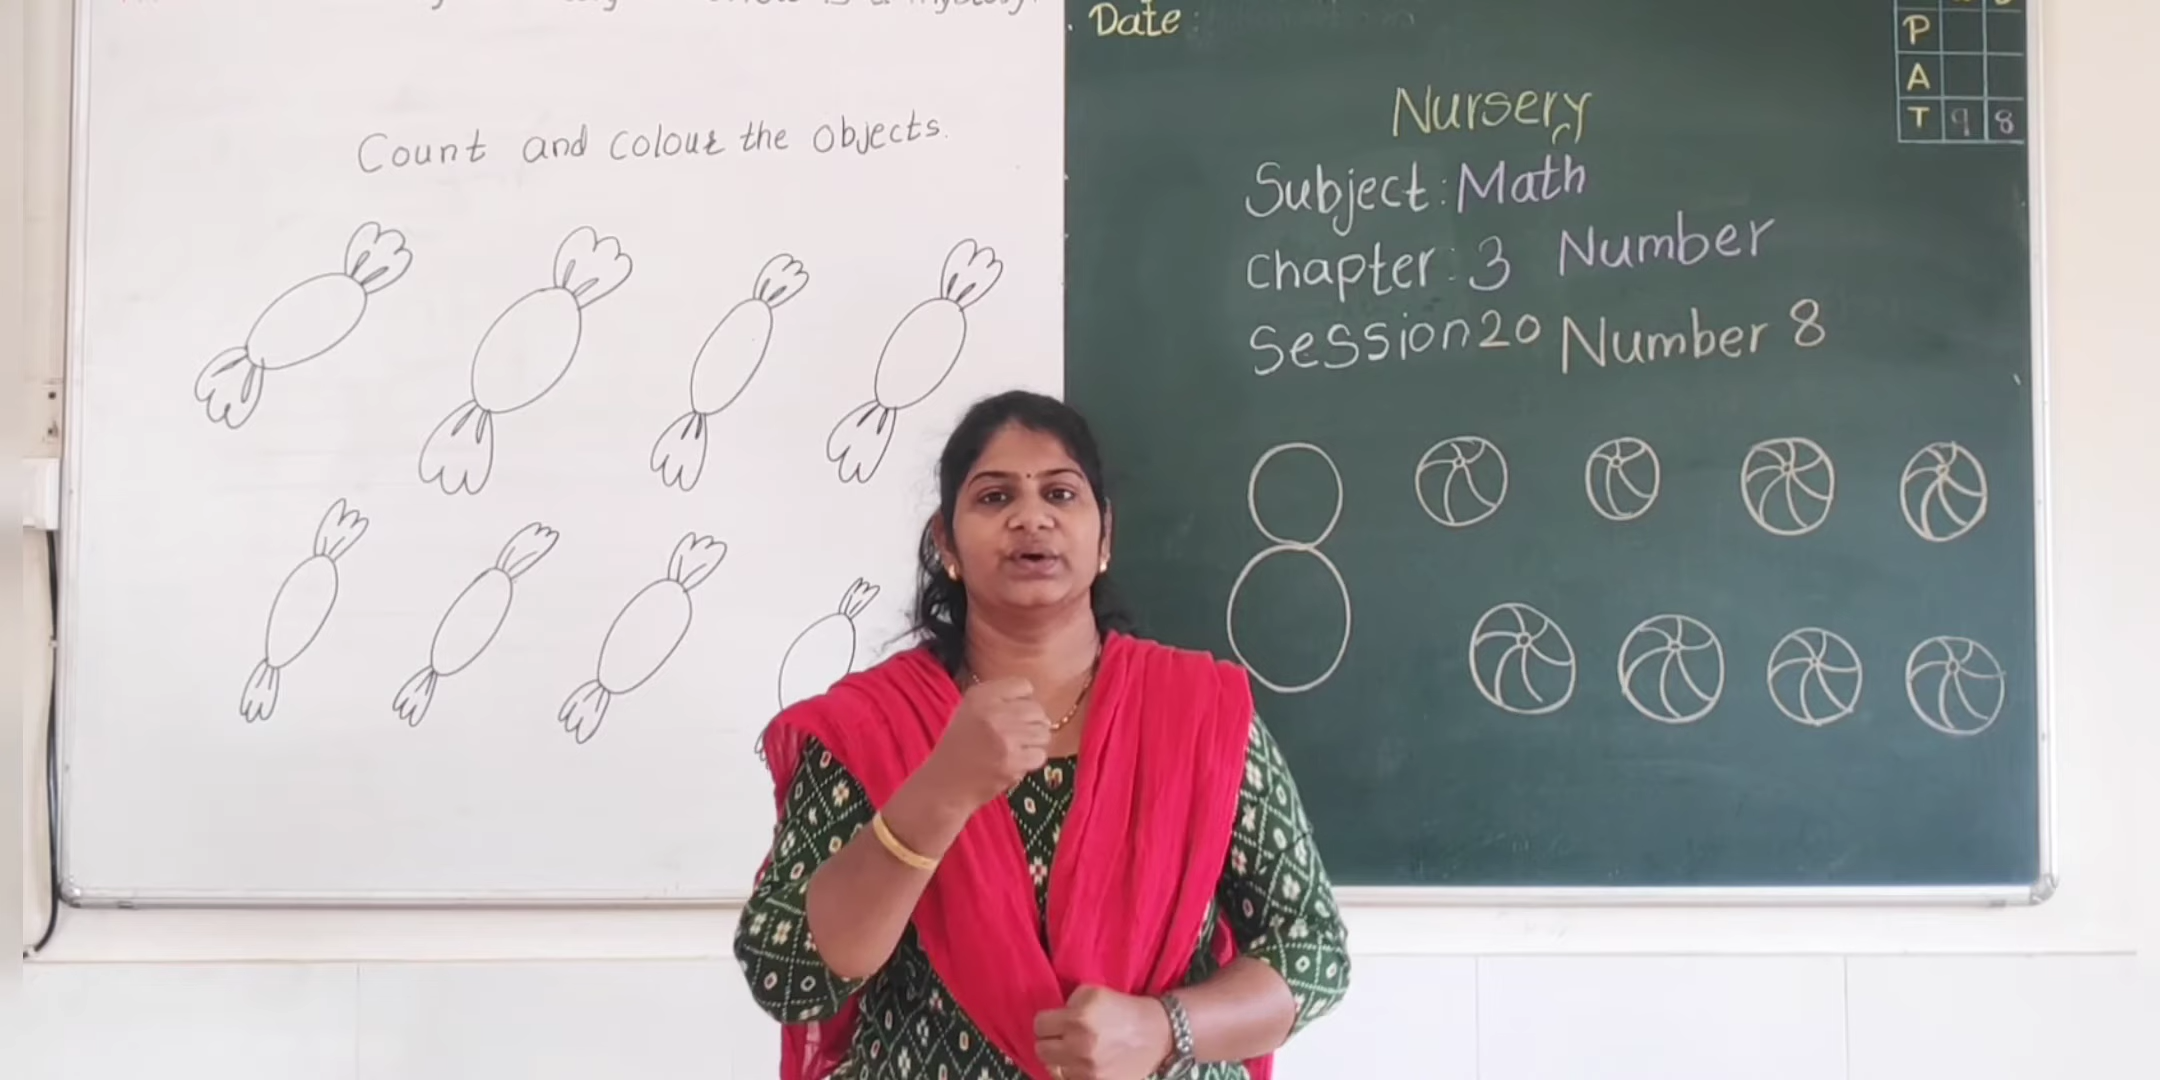 Count and colour the objects.
Date :
P
A
T 9 8
Nursery
Subject : Math
Chapter : 3 Number
Session 20 Number 8
8